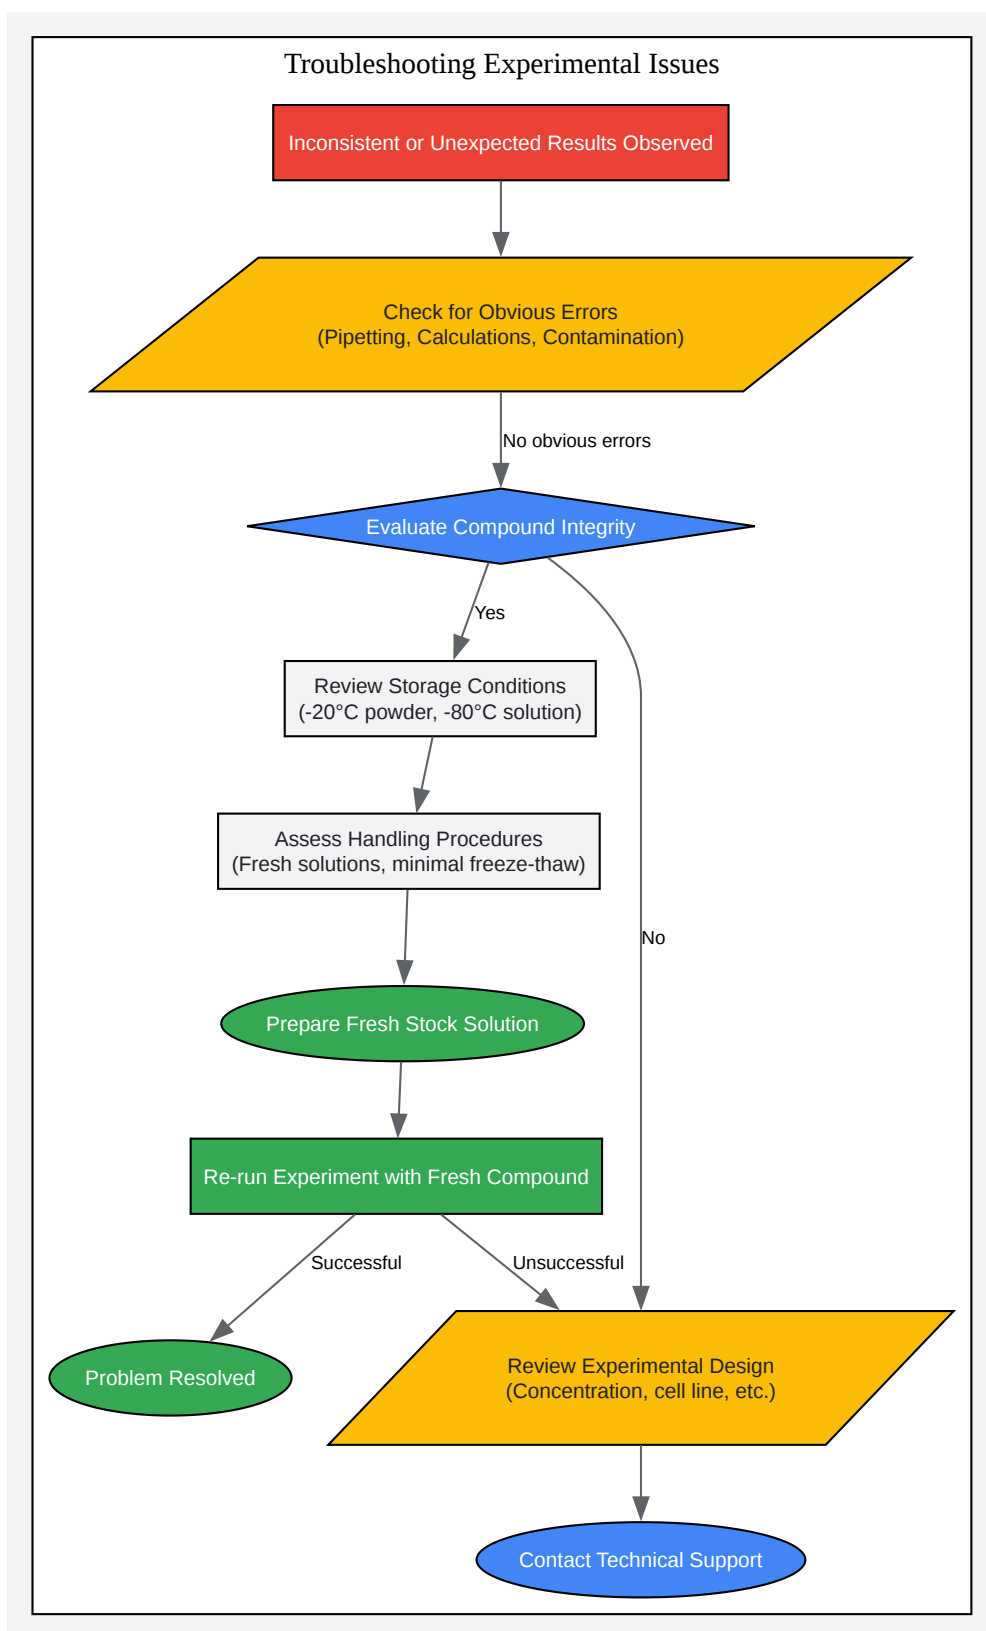 Troubleshooting Experimental Issues
Inconsistent or Unexpected Results Observed
Check for Obvious Errors
(Pipetting, Calculations, Contamination)
No obvious errors
Evaluate Compound Integrity
Yes
Review Storage Conditions
(-20°C powder, -80°C solution)
Assess Handling Procedures
(Fresh solutions, minimal freeze-thaw)
No
Prepare Fresh Stock Solution
Re-run Experiment with Fresh Compound
Successful
Unsuccessful
Problem Resolved
Review Experimental Design
(Concentration, cell line, etc.)
Contact Technical Support